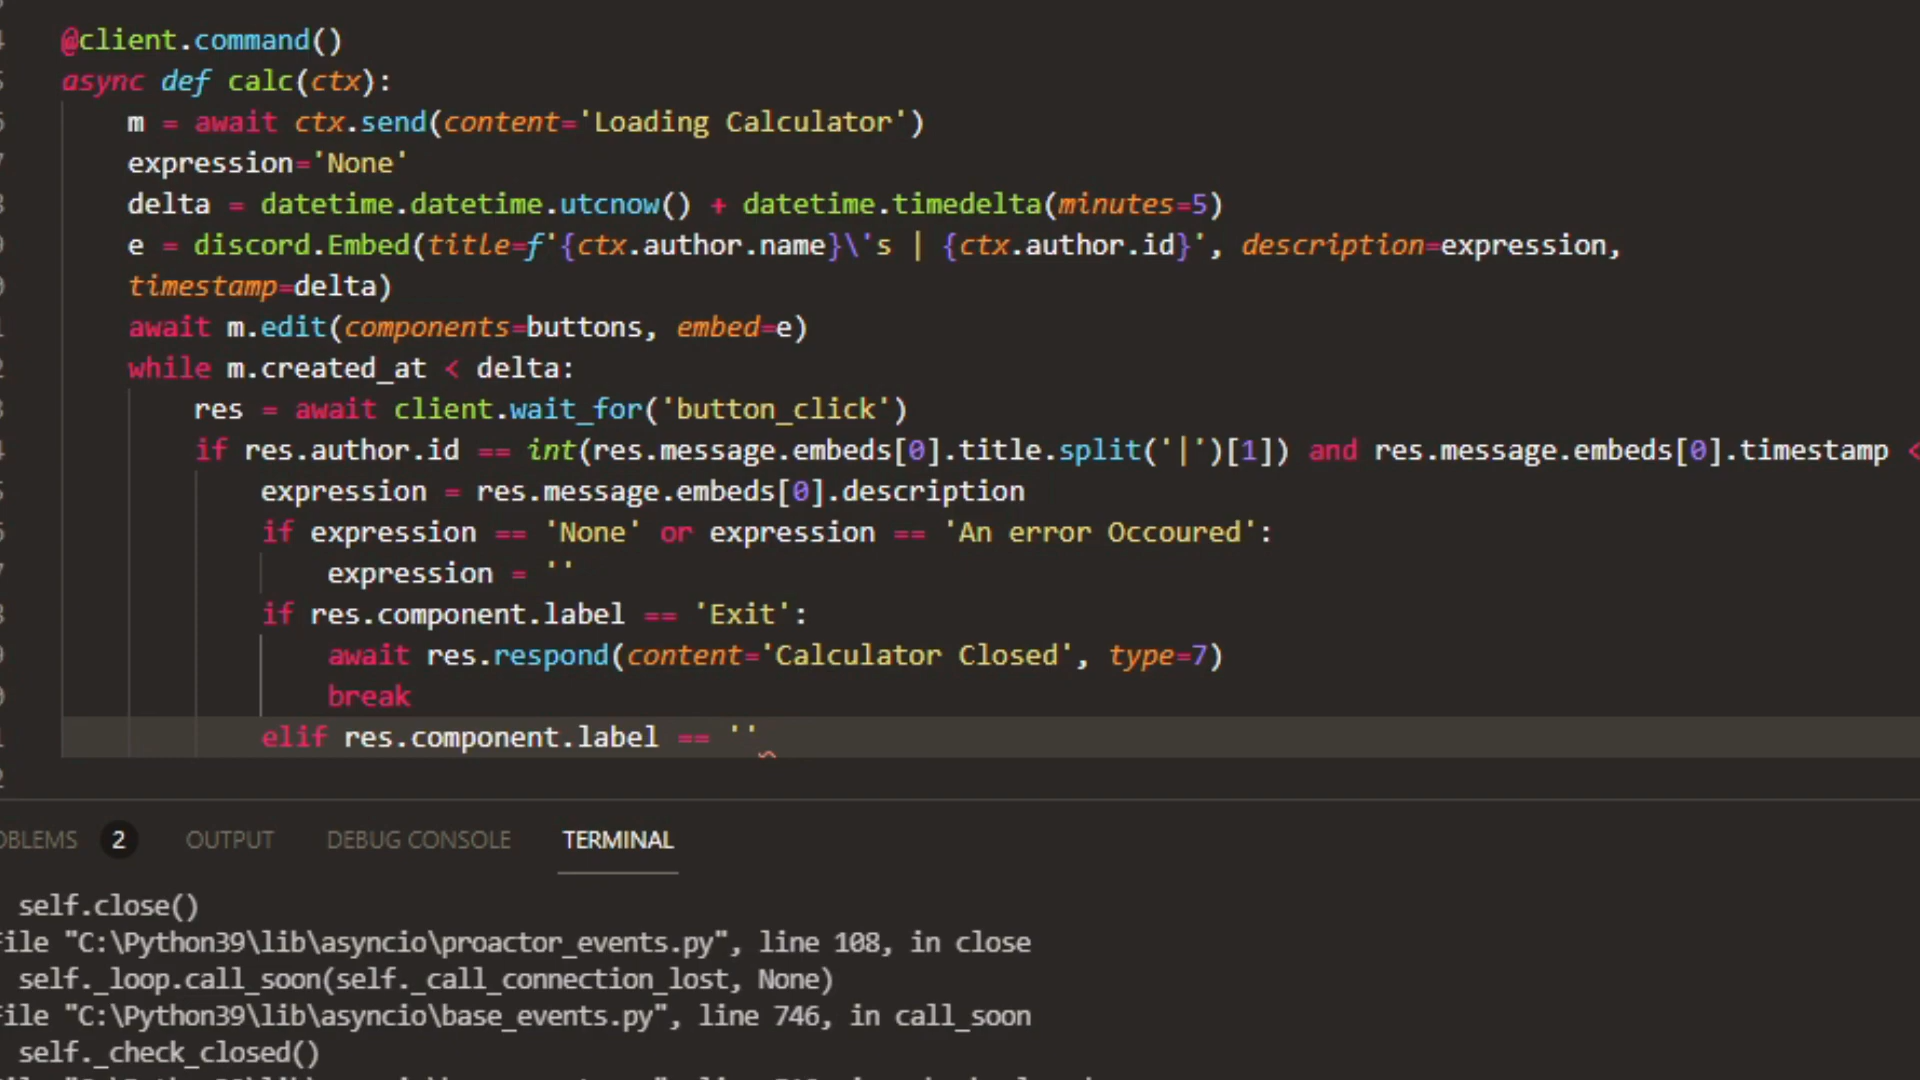 @client.command()
async def calc(ctx):
m = await ctx.send(content='Loading Calculator')
expression='None'
delta = datetime.datetime.utcnow() + datetime.timedelta(minutes=5)
e = discord.Embed(title=f'{ctx.author.name}\'s | {ctx.author.id}', description=expression,
timestamp=delta)
await m.edit(components=buttons, embed=e)
while m.created_at < delta:
res = await client.wait_for('button_click')
if res.author.id == int(res.message.embeds[0].title.split('|')[1]) and res.message.embeds[0].timestamp <
expression = res.message.embeds[0].description
if expression == 'None' or expression == 'An error Occoured':
expression = ''
if res.component.label == 'Exit':
await res.respond(content='Calculator Closed', type=7)
break
elif res.component.label == ''
OBLEMS 2 OUTPUT DEBUG CONSOLE TERMINAL
self.close()
File "C:\Python39\lib\asyncio\proactor_events.py", line 108, in close
self._loop.call_soon(self._call_connection_lost, None)
File "C:\Python39\lib\asyncio\base_events.py", line 746, in call_soon
self._check_closed()